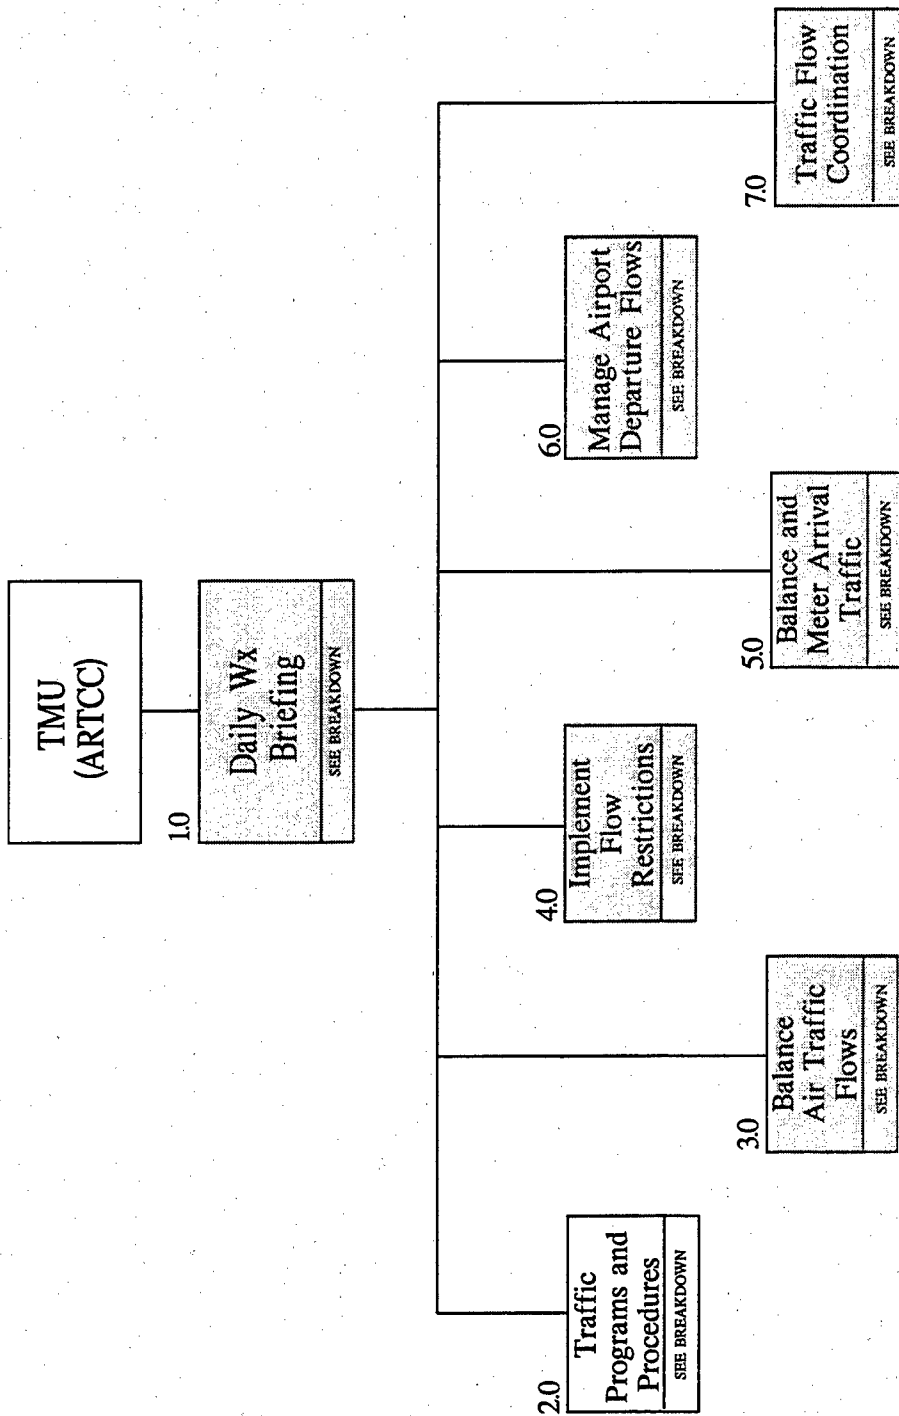 TMU
(ARTCC)
1.0
Daily Wx
Briefing
SEE BREAKDOWN
2.0
Traffic
Programs and
Procedures
SEE BREAKDOWN
3.0
Balance
Air Traffic
Flows
SEE BREAKDOWN
4.0
Implement
Flow
Restrictions
SEE BREAKDOWN
5.0
Balance and
Meter Arrival
Traffic
SEE BREAKDOWN
6.0
Manage Airport
Departure Flows
SEE BREAKDOWN
7.0
Traffic Flow
Coordination
SEE BREAKDOWN